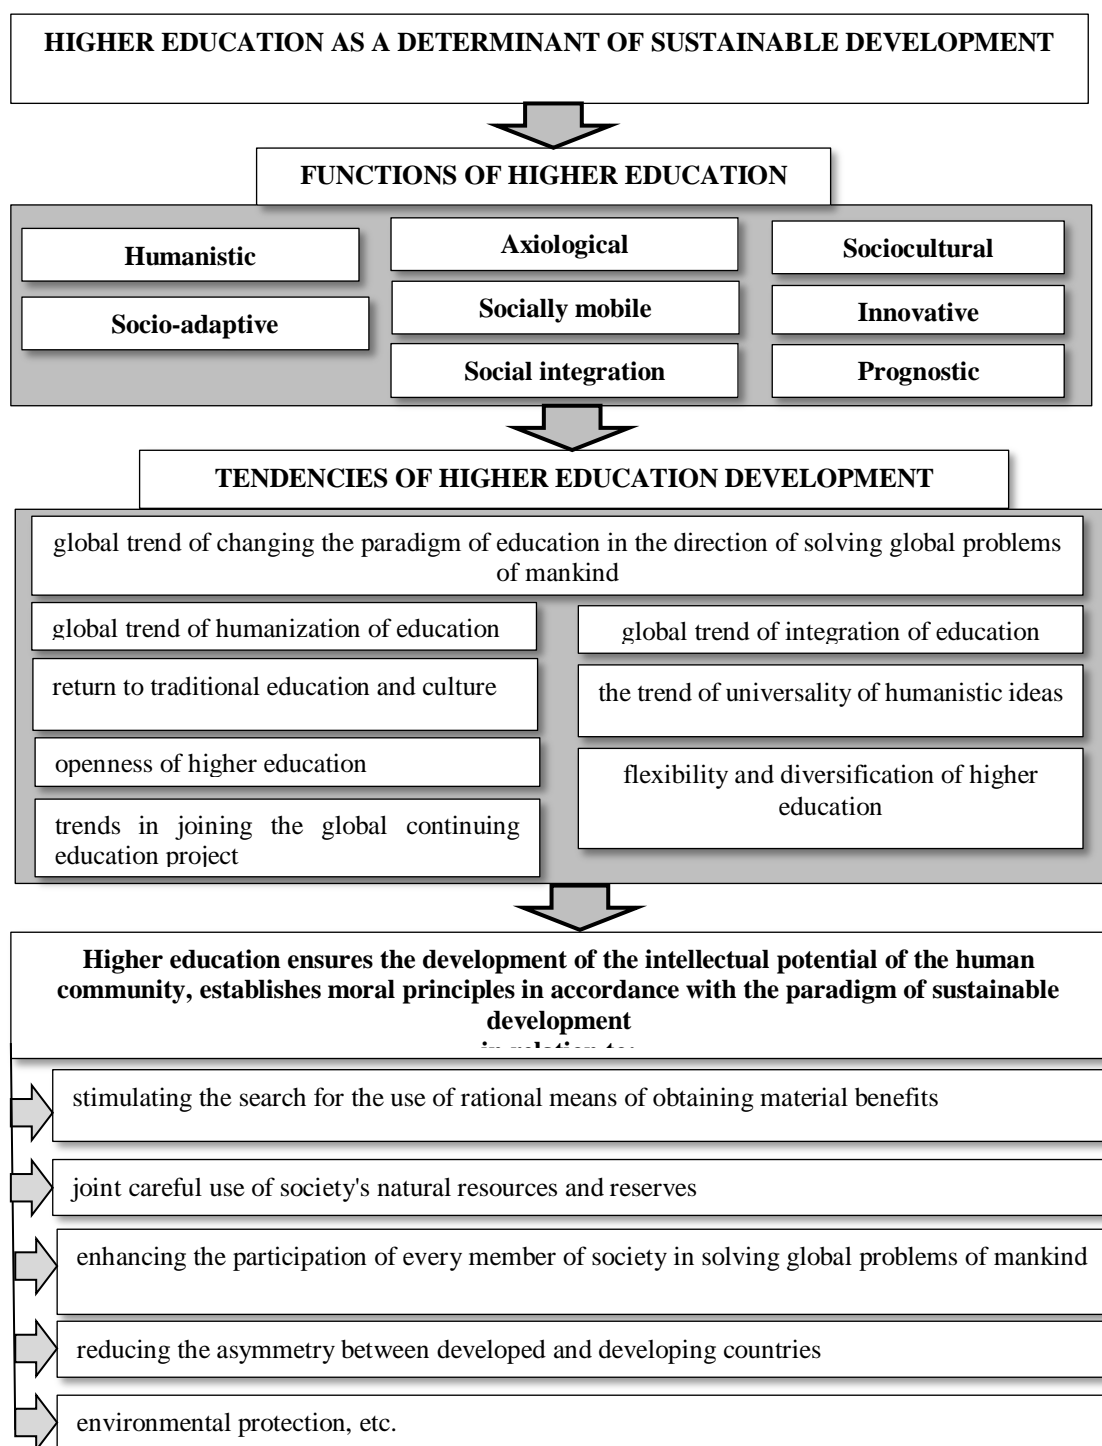 HIGHER EDUCATION AS A DETERMINANT OF SUSTAINABLE DEVELOPMENT
FUNCTIONS OF HIGHER EDUCATION
Humanistic
Socio-adaptive
Axiological
Socially mobile
Social integration
Sociocultural
Innovative
Prognostic
TENDENCIES OF HIGHER EDUCATION DEVELOPMENT
global trend of changing the paradigm of education in the direction of solving global problems
of mankind
global trend of humanization of education
return to traditional education and culture
openness of higher education
trends in joining the global continuing
education project
global trend of integration of education
the trend of universality of humanistic ideas
flexibility and diversification of higher
education
Higher education ensures the development of the intellectual potential of the human
community, establishes moral principles in accordance with the paradigm of sustainable
development
in relation to:
stimulating the search for the use of rational means of obtaining material benefits
joint careful use of society's natural resources and reserves
enhancing the participation of every member of society in solving global problems of mankind
reducing the asymmetry between developed and developing countries
environmental protection, etc.